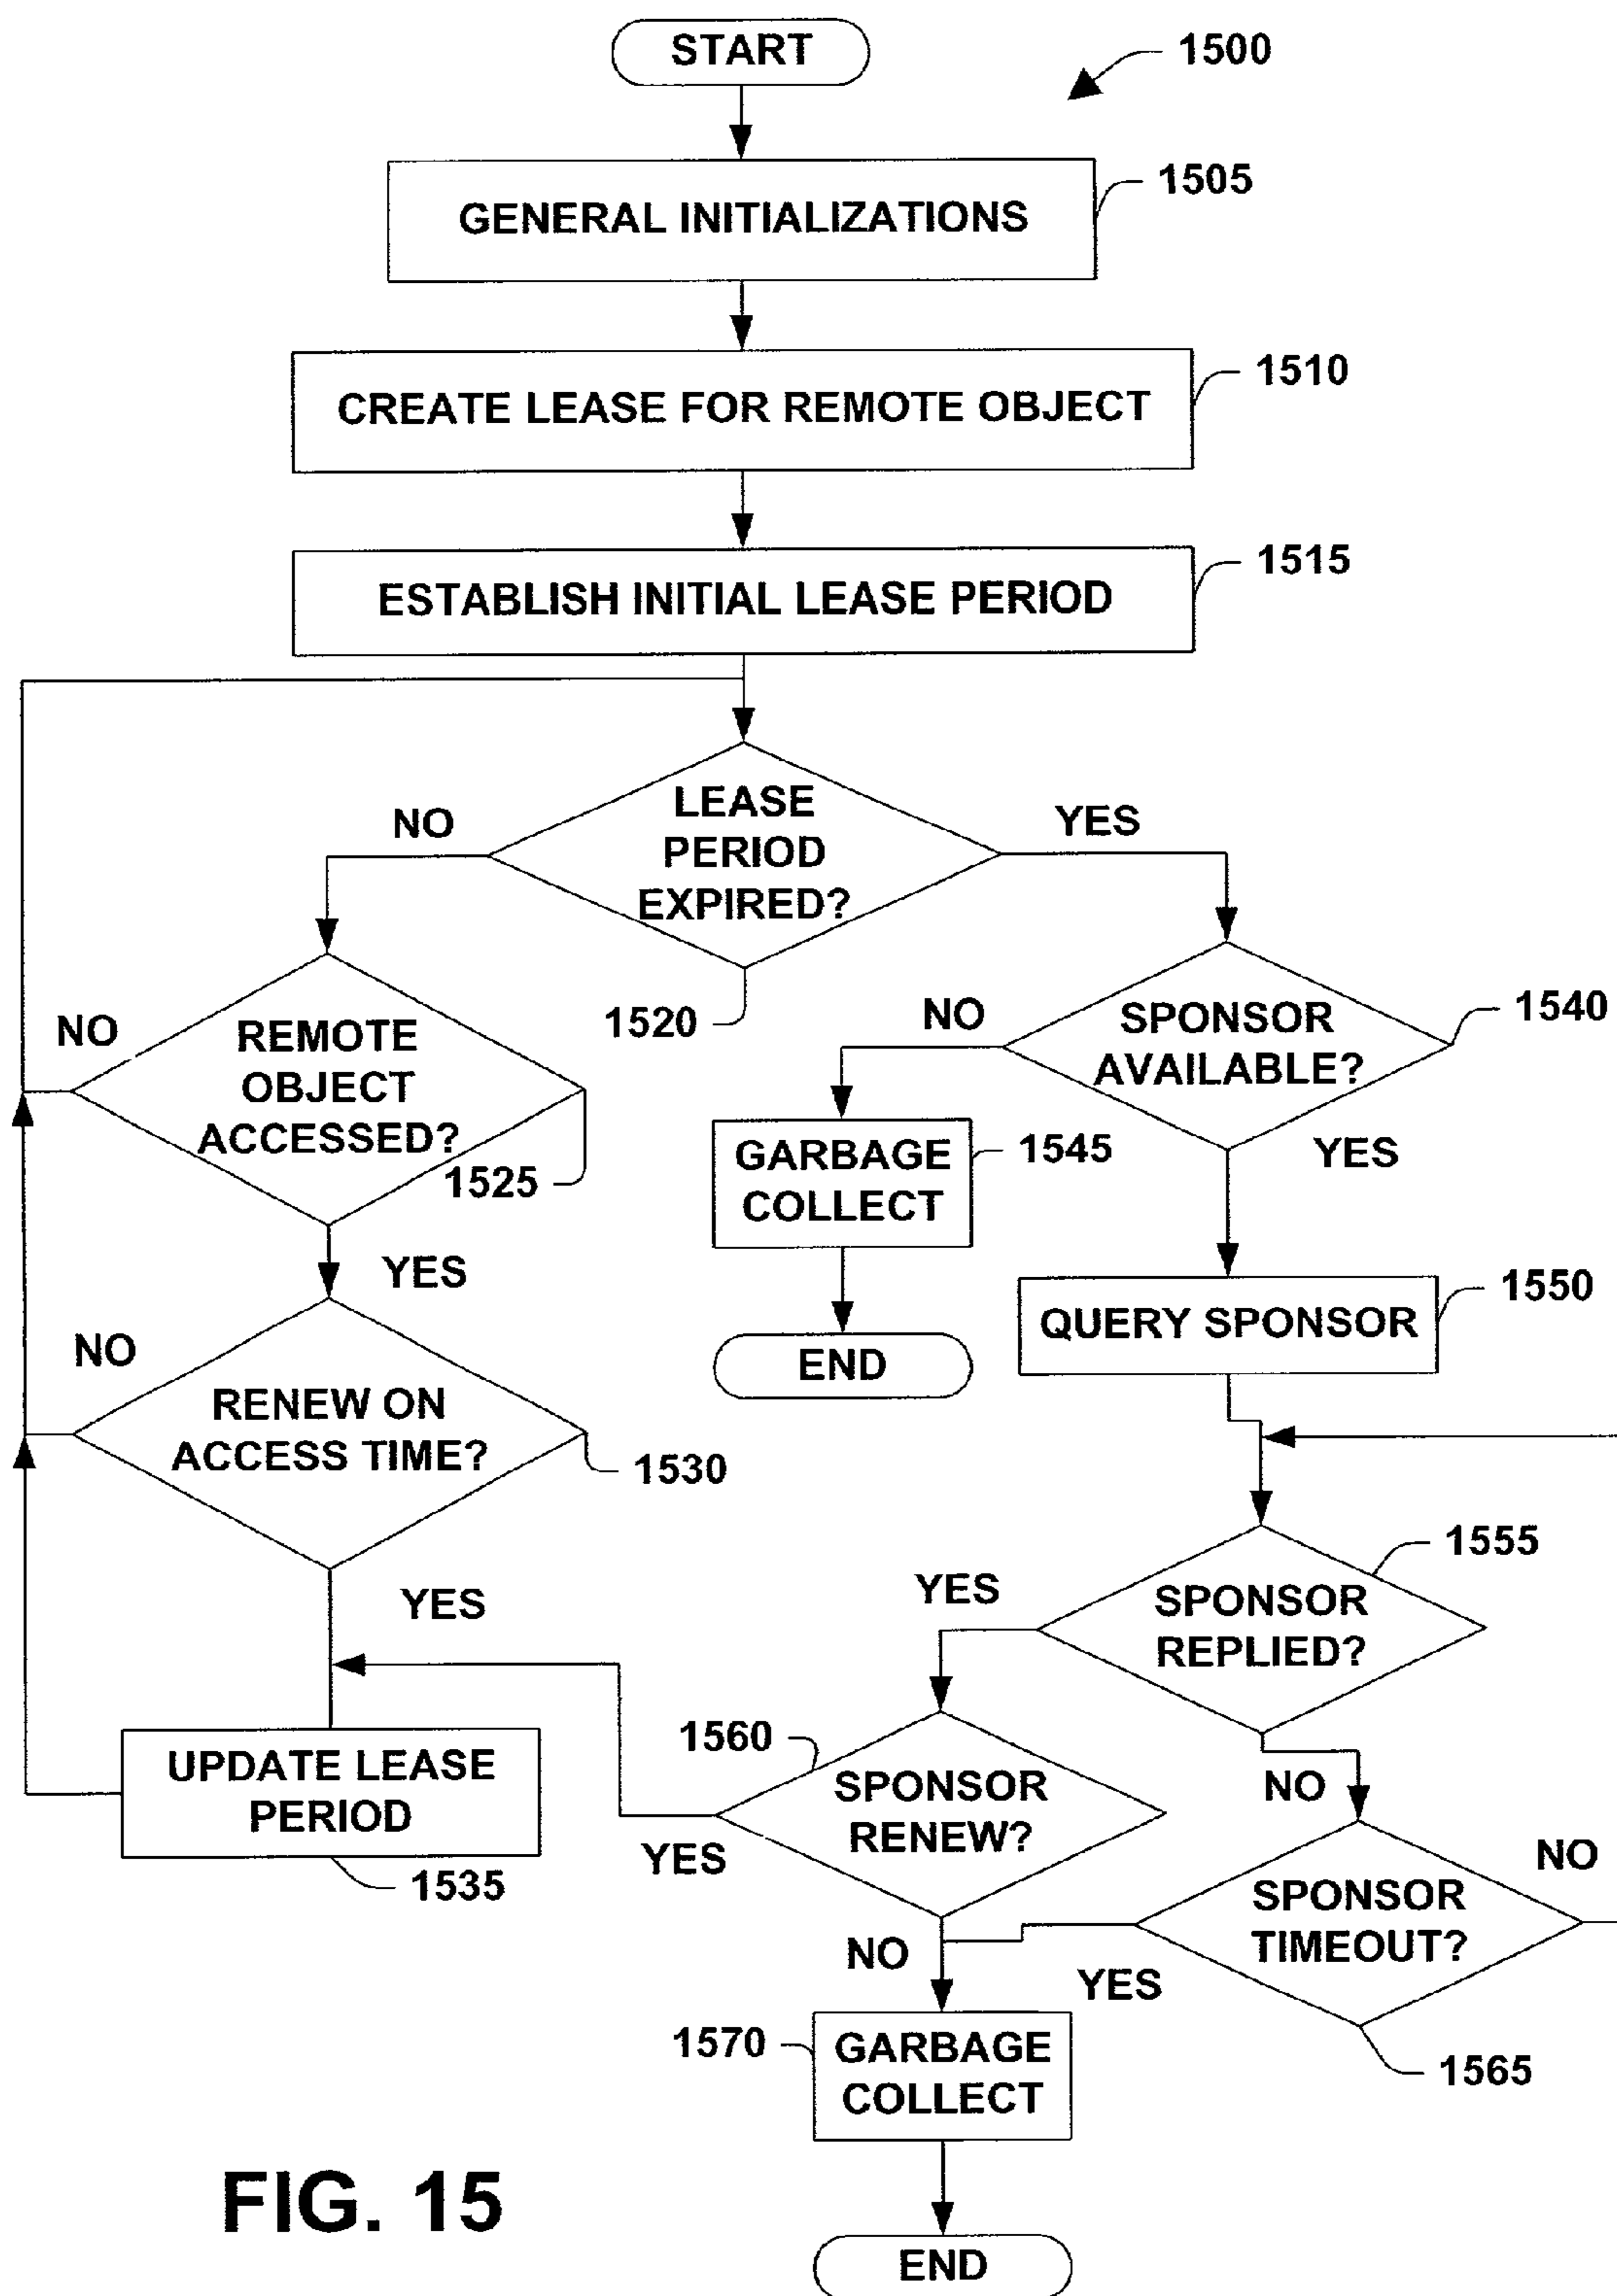 START
1500
GENERAL INITIALIZATIONS
1505
CREATE LEASE FOR REMOTE OBJECT
1510
ESTABLISH INITIAL LEASE PERIOD
1515
LEASE
PERIOD
EXPIRED?
NO
YES
1520
REMOTE
OBJECT
ACCESSED?
NO
1525
YES
SPONSOR
AVAILABLE?
1540
NO
YES
GARBAGE
COLLECT
1545
END
QUERY SPONSOR
1550
RENEW ON
ACCESS TIME?
NO
1530
YES
SPONSOR
REPLIED?
1555
YES
NO
UPDATE LEASE
PERIOD
1535
1560
SPONSOR
RENEW?
YES
NO
SPONSOR
TIMEOUT?
NO
YES
1565
1570
GARBAGE
COLLECT
END
FIG. 15